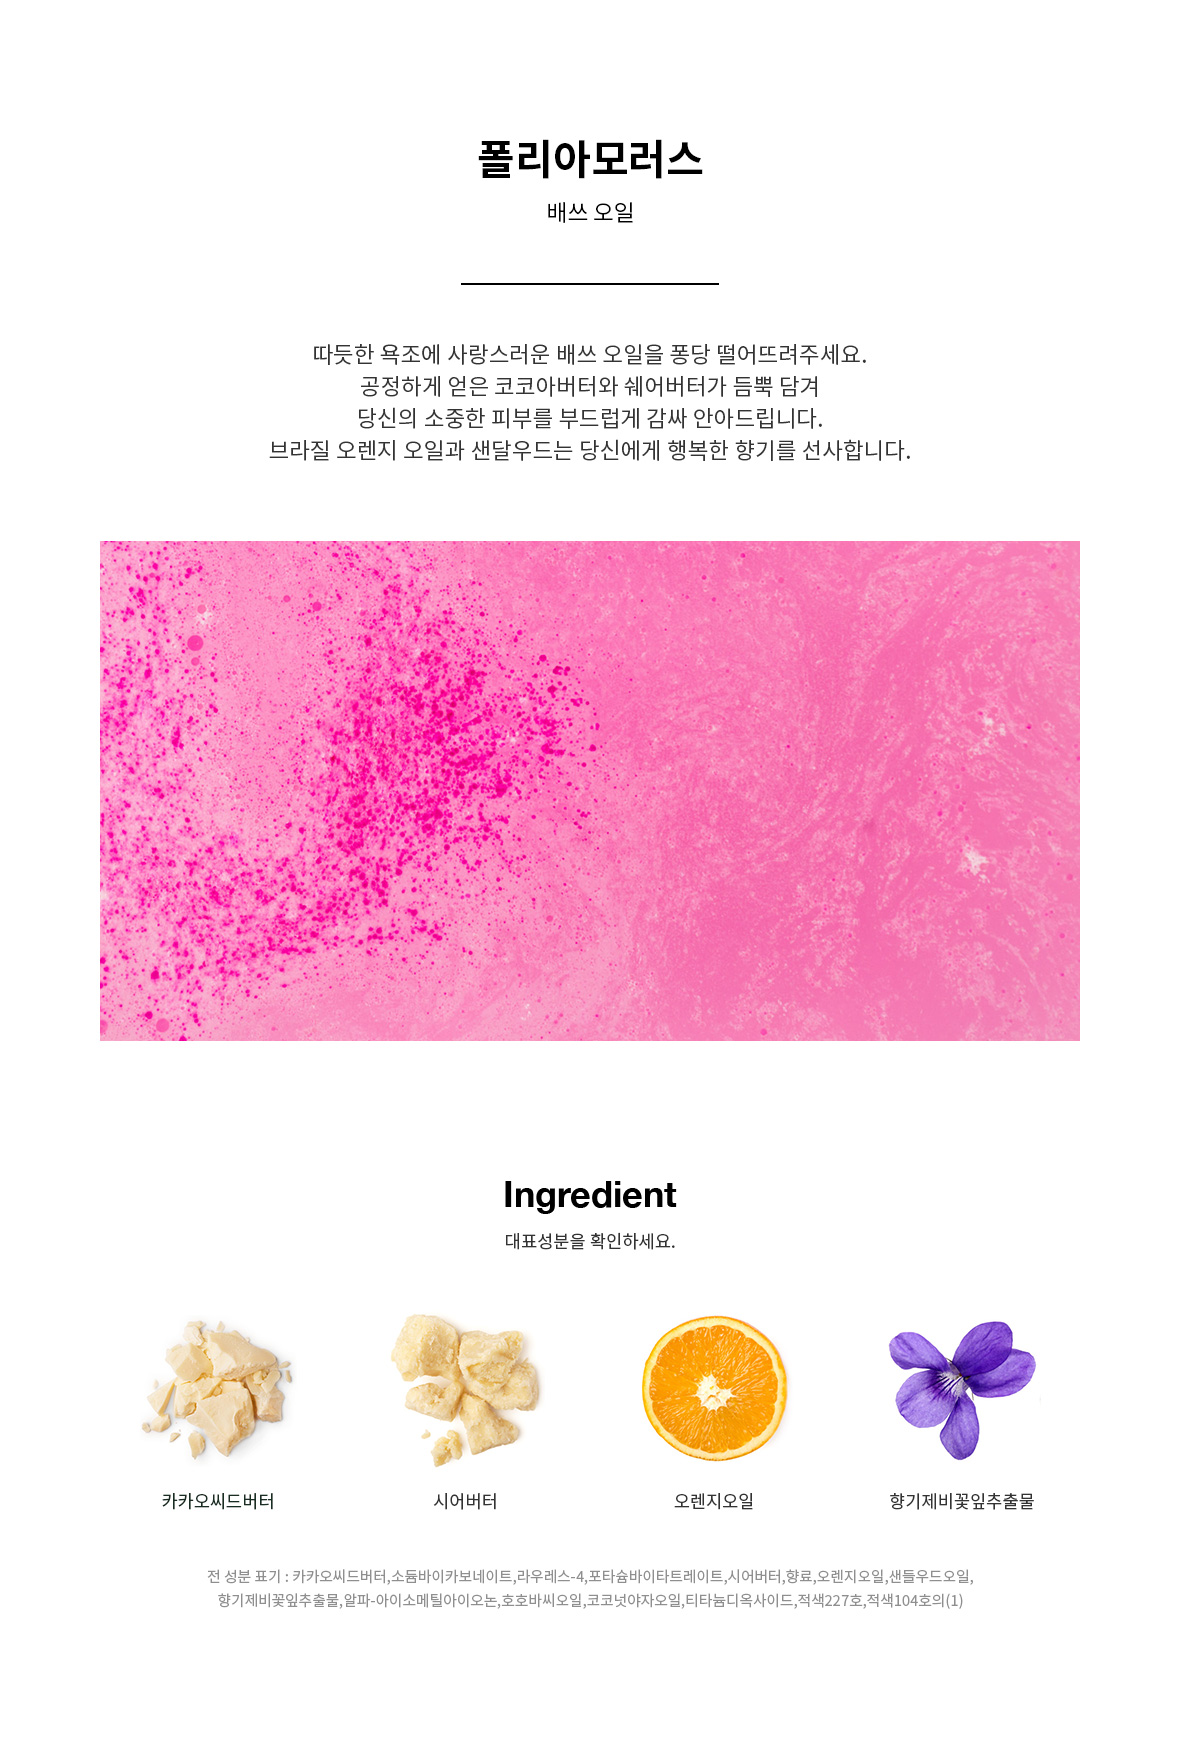 폴리아모러스
배쓰 오일
따듯한 욕조에 사랑스러운 배쓰 오일을 퐁당 떨어뜨려주세요.
공정하게 얻은 코코아버터와 쉐어버터가 듬뿍 담겨
당신의 소중한 피부를 부드럽게 감싸 안아드립니다.
브라질 오렌지 오일과 샌달우드는 당신에게 행복한 향기를 선사합니다.
Ingredient
대표성분을 확인하세요.
카카오씨드버터
시어버터
오렌지오일
향기제비꽃잎추출물
전 성분 표기 : 카카오씨드버터,소듐바이카보네이트,라우레스-4,포타슘바이타트레이트,시어버터,향료,오렌지오일,샌들우드오일,
향기제비꽃잎추출물,알파-아이소메틸아이오논,호호바씨오일,코코넛야자오일,티타늄디옥사이드,적색227호,적색104호의(1)